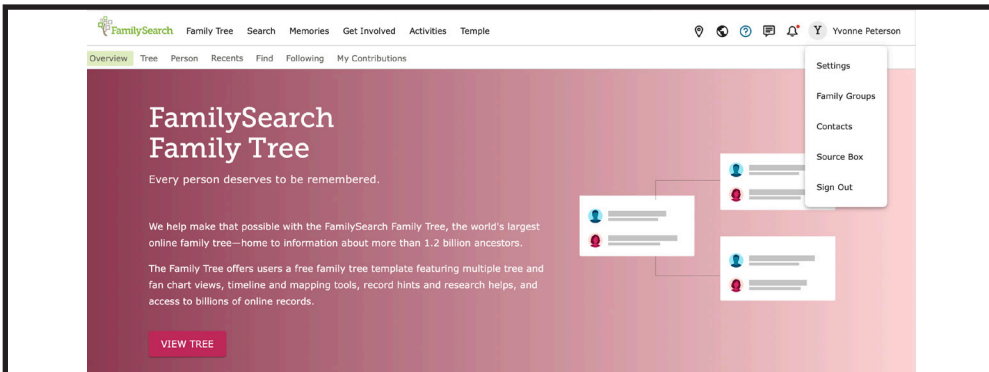 FamilySearch Family Tree Search Memories Get Involved Activities Temple Y Yvonne Peterson
Overview Tree Person Recents Find Following My Contributions
Settings
Family Groups
Contacts
Source Box
Sign Out
FamilySearch
Family Tree
Every person deserves to be remembered.
We help make that possible with the FamilySearch Family Tree, the world's largest
online family tree—home to information about more than 1.2 billion ancestors.
The Family Tree offers users a free family tree template featuring multiple tree and
fan chart views, timeline and mapping tools, record hints and research helps, and
access to billions of online records.
VIEW TREE